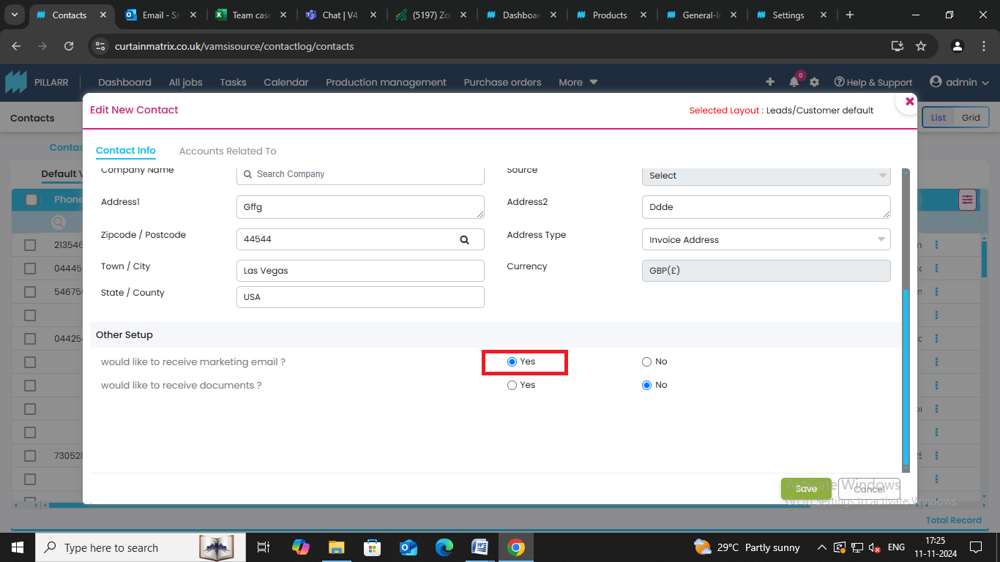 Contacts
Email - Sri
Team case
Chat | V4
(5197) Zol
Dashboar
Products
General-In
Settings
curtainmatrix.co.uk/vamsisource/contactlog/contacts
PILLARR
Dashboard All jobs Tasks Calendar Production management Purchase orders More
0
Help & Support
admin
Contacts
List Grid
Edit New Contact
Selected Layout : Leads/Customer default
Contac
Contact Info
Accounts Related To
Default V
Company Name
Search Company
Source
Select
Phone
Address1
Gffg
Address2
Ddde
Zipcode / Postcode
44544
Address Type
Invoice Address
213546
Town / City
Las Vegas
Currency
GBP(£)
04445
State / County
USA
54675
Other Setup
04425
would like to receive marketing email ?
Yes
No
would like to receive documents ?
Yes
No
730528
Save
Cancel
Activate Windows
Go to Settings to activate Windows.
Total Record
Type here to search
29°C Partly sunny
ENG
17:25
11-11-2024